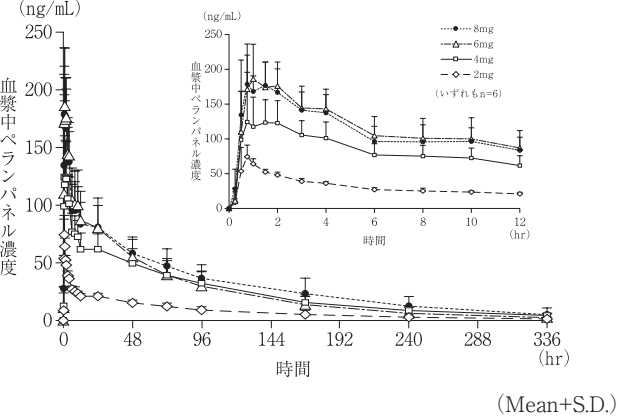 (ng/mL)
250
200
150
100
50
0
血漿中ペランパネル濃度
0
48
96
144
192
240
288
336
(hr)
時間
(ng/mL)
250
200
150
100
50
0
血漿中ペランパネル濃度
0
2
4
6
8
10
12
(hr)
時間
8mg
6mg
4mg
2mg
(いずれもn=6)
(Mean+S.D.)